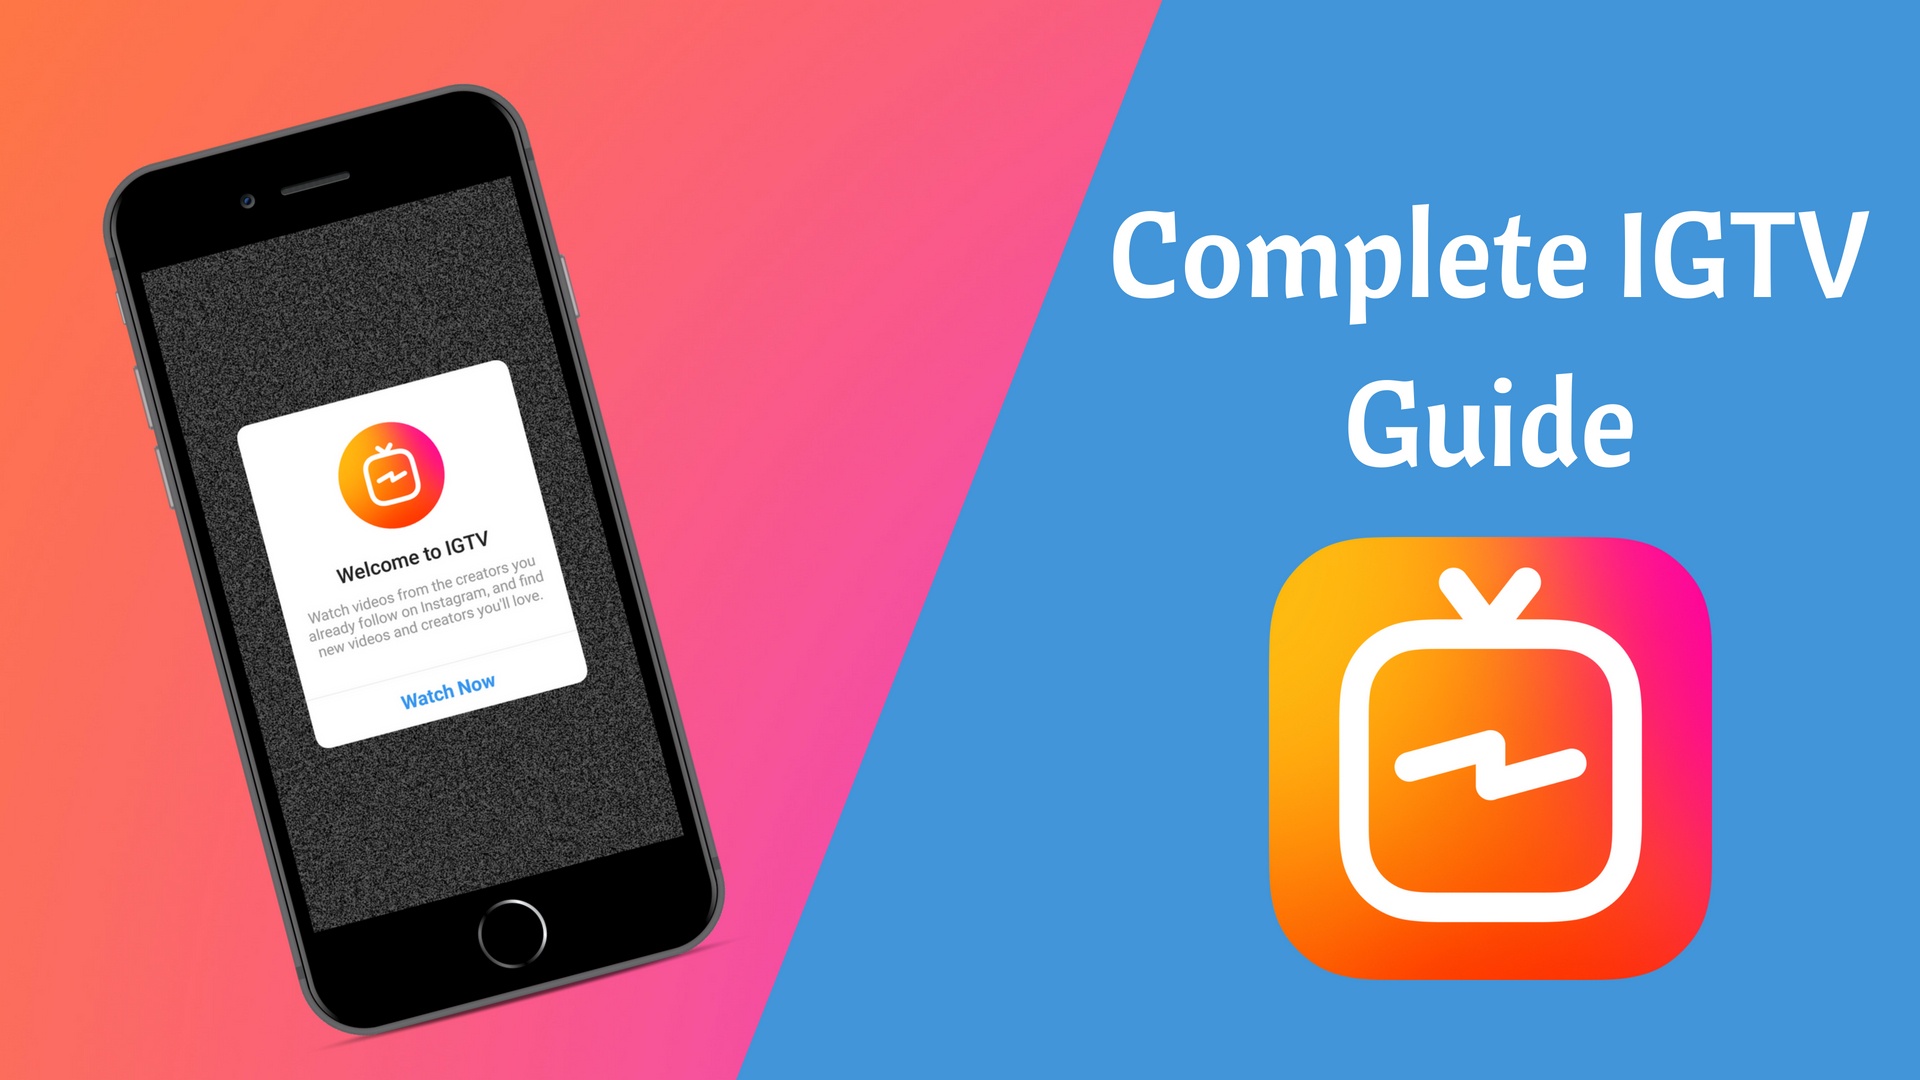 Complete IGTV
Guide
Welcome to IGTV
Watch videos from the creators you
already follow on Instagram, and find
new videos and creators you'll love.
Watch Now